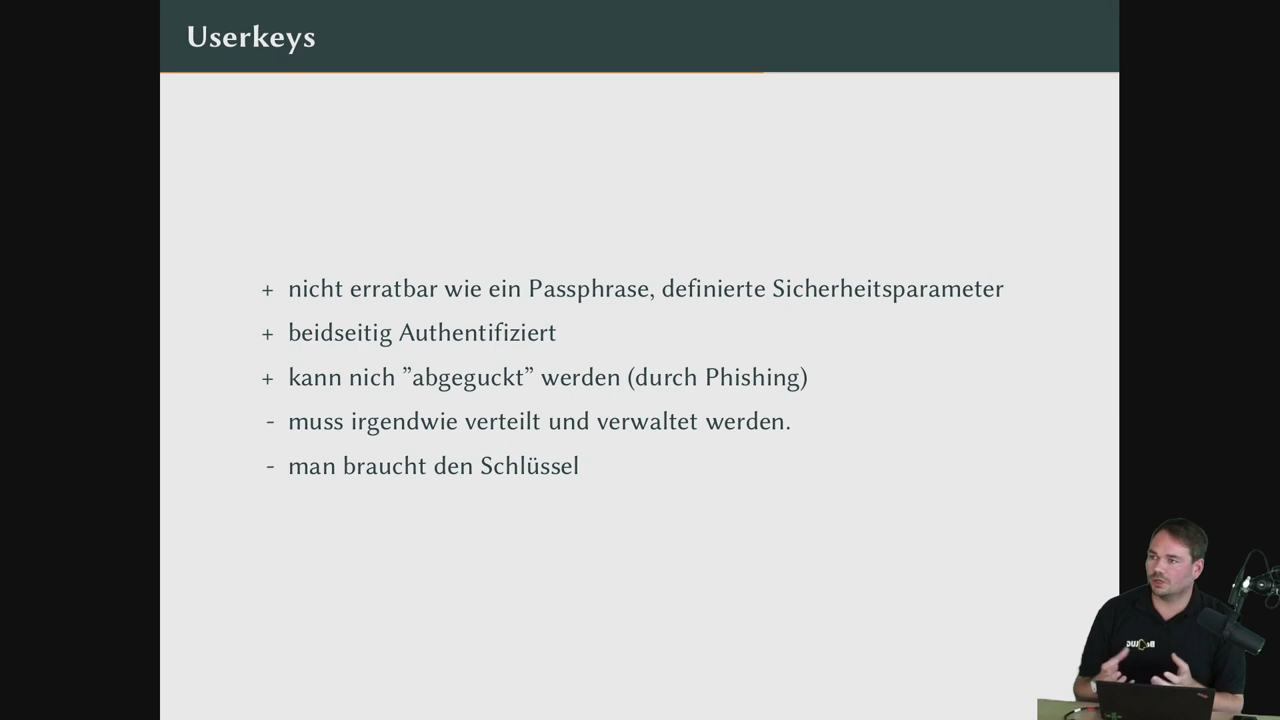 Userkeys
+ nicht erratbar wie ein Passphrase, definierte Sicherheitsparameter
+ beidseitig Authentifiziert
+ kann nich ”abgeguckt” werden (durch Phishing)
- muss irgendwie verteilt und verwaltet werden.
- man braucht den Schlüssel